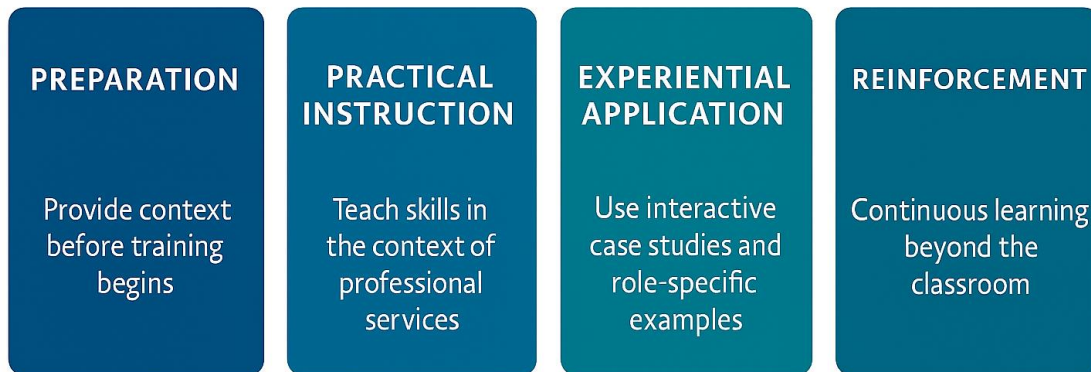 PREPARATION
Provide context
before training
begins
PRACTICAL
INSTRUCTION
Teach skills in
the context of
professional
services
EXPERIENTIAL
APPLICATION
Use interactive
case studies and
role-specific
examples
REINFORCEMENT
Continuous learning
beyond the
classroom